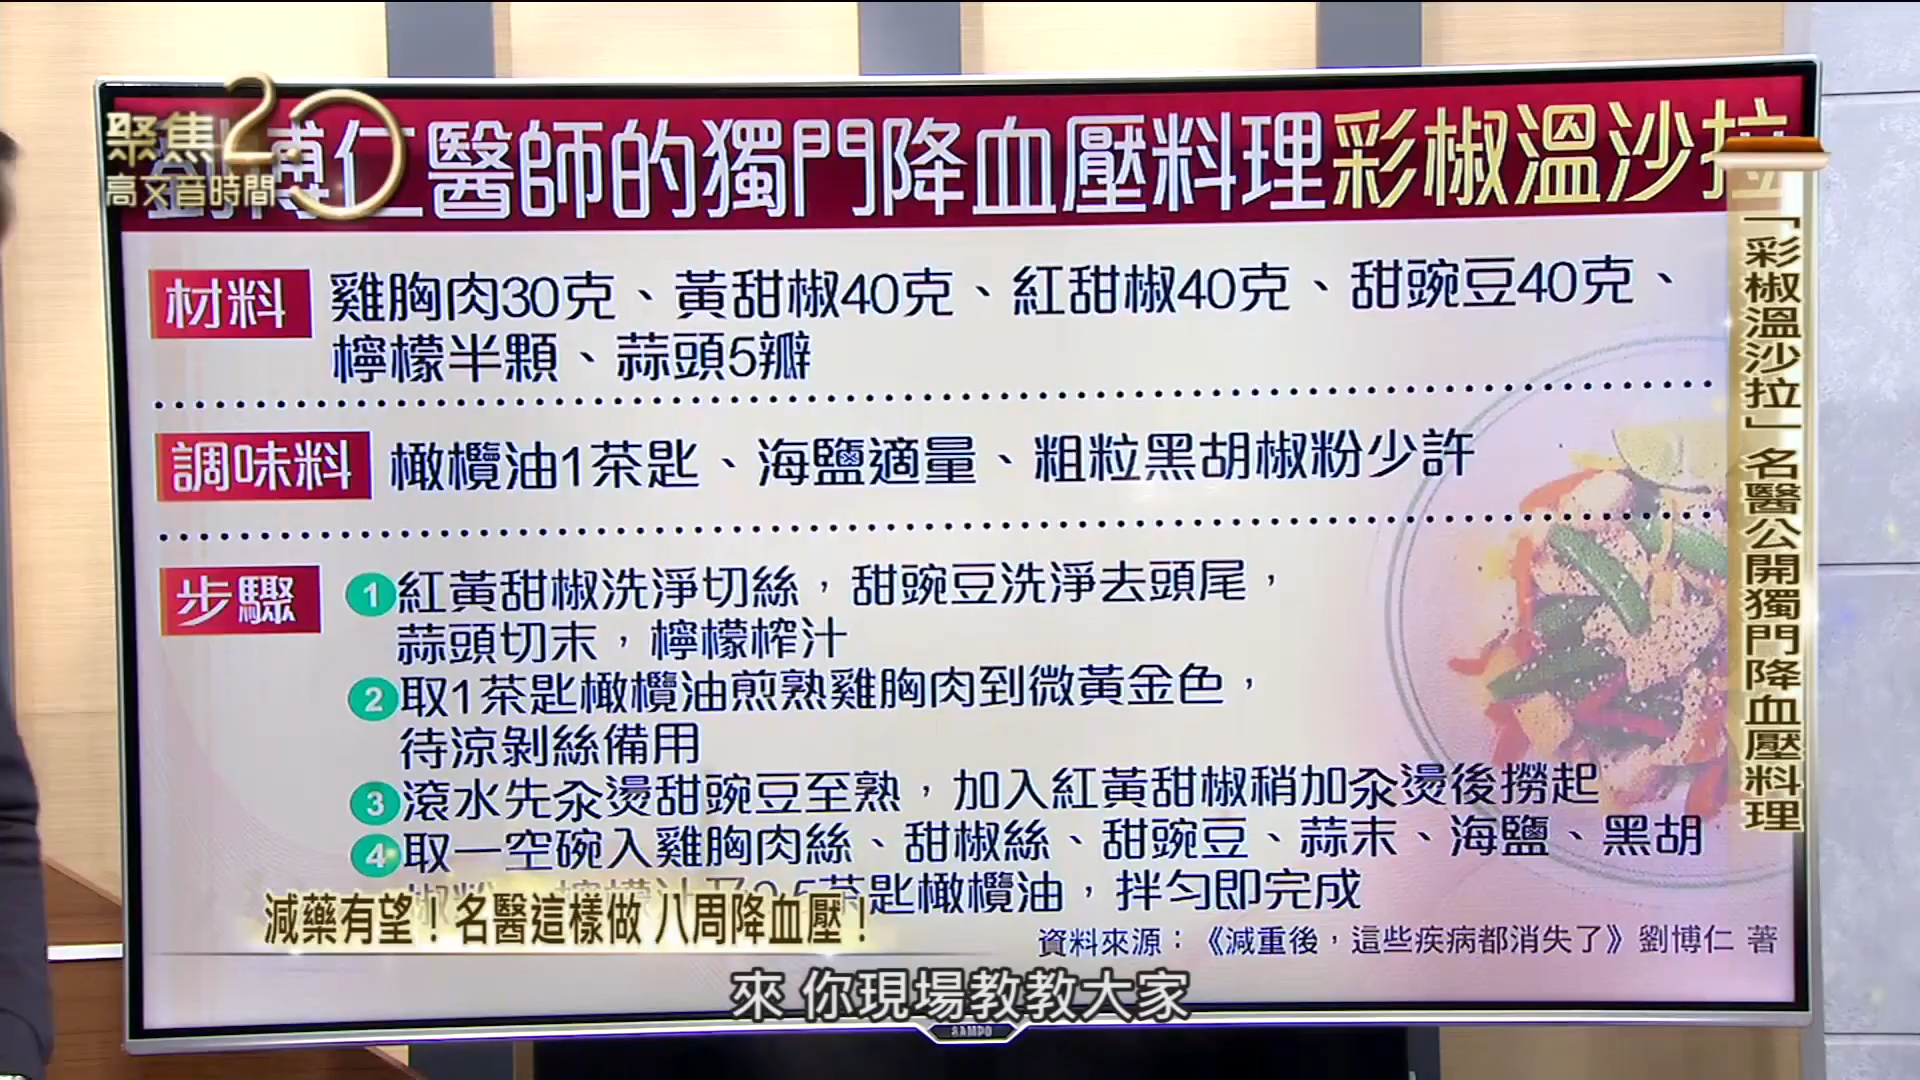 聚焦2.0
高文音時間
博仁醫師的獨門降血壓料理彩椒溫沙拉
材料
雞胸肉30克、黃甜椒40克、紅甜椒40克、甜豌豆40克、
檸檬半顆、蒜頭5瓣
調味料
橄欖油1茶匙、海鹽適量、粗粒黑胡椒粉少許
步驟
1 紅黃甜椒洗淨切絲,甜豌豆洗淨去頭尾,
蒜頭切末,檸檬榨汁
2 取1茶匙橄欖油煎熟雞胸肉到微黃金色,
待涼剝絲備用
3 滾水先汆燙甜豌豆至熟,加入紅黃甜椒稍加汆燙後撈起
4 取一空碗入雞胸肉絲、甜椒絲、甜豌豆、蒜末、海鹽、黑胡
茶匙橄欖油,拌勻即完成
資料來源:《減重後,這些疾病都消失了》劉博仁 著
「彩椒溫沙拉」名醫公開獨門降血壓料理
減藥有望!名醫這樣做 八周降血壓!
來 你現場教教大家
SAMPO